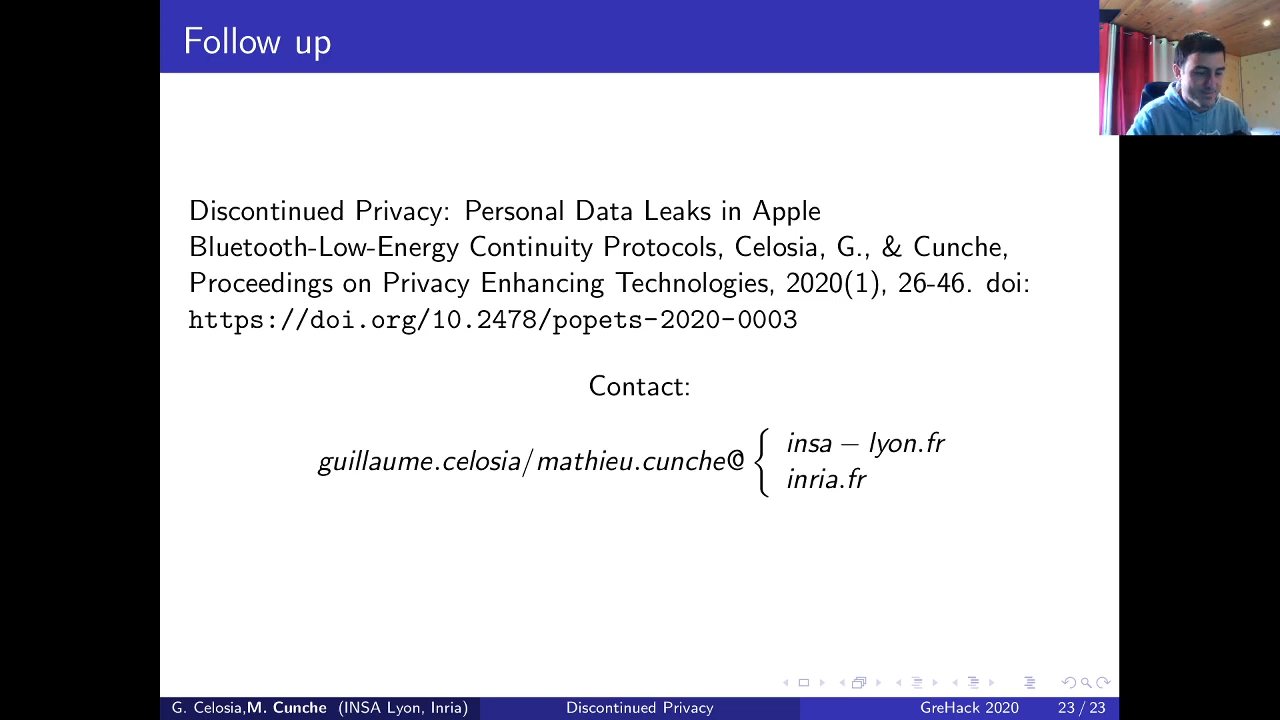 Follow up
Discontinued Privacy: Personal Data Leaks in Apple
Bluetooth-Low-Energy Continuity Protocols, Celosia, G., & Cunche,
Proceedings on Privacy Enhancing Technologies, 2020(1), 26-46. doi:
https://doi.org/10.2478/popets-2020-0003
Contact:
guillaume.celosia/mathieu.cunche@ { insa − lyon.fr
inria.fr
G. Celosia,M. Cunche (INSA Lyon, Inria) Discontinued Privacy GreHack 2020 23 / 23